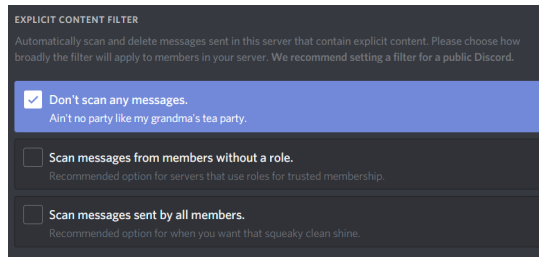 EXPLICIT CONTENT FILTER
Automatically scan and delete messages sent in this server that contain explicit content. Please choose how
broadly the filter will apply to members in your server. We recommend setting a filter for a public Discord.
Don't scan any messages.
Ain't no party like my grandma's tea party.
Scan messages from members without a role.
Recommended option for servers that use roles for trusted membership.
Scan messages sent by all members.
Recommended option for when you want that squeaky clean shine.